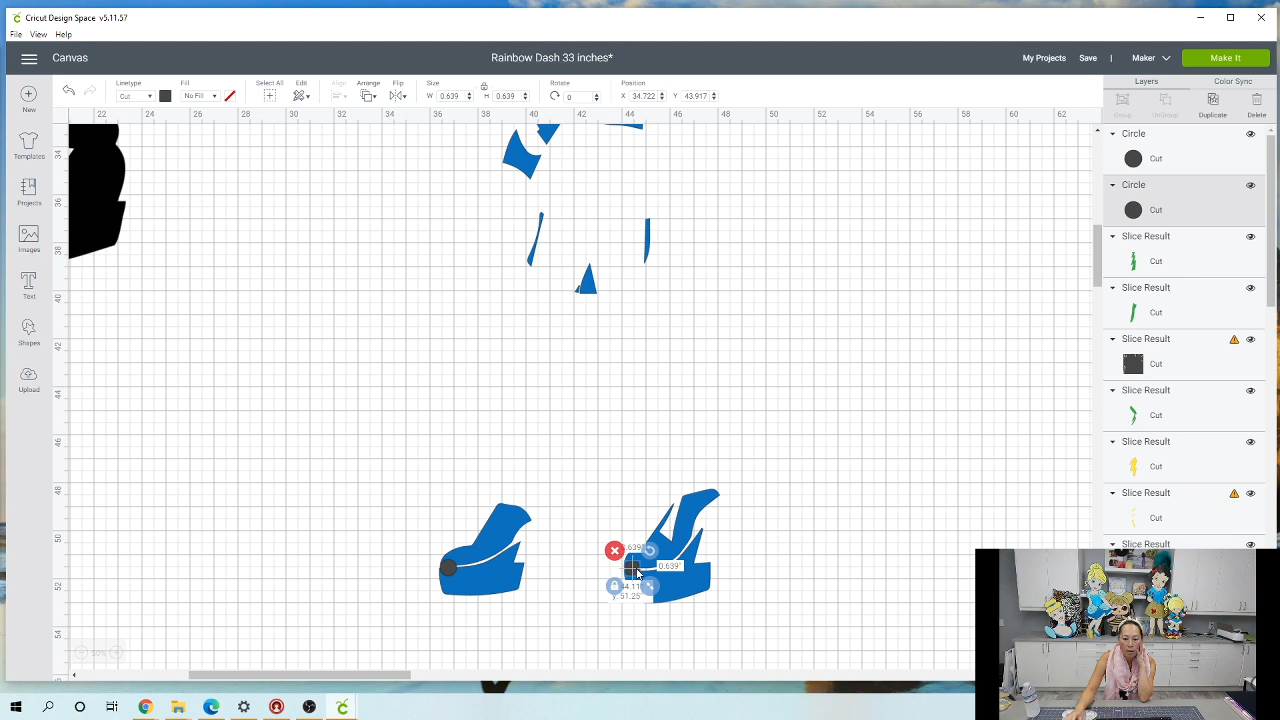 Cricut Design Space v5.11.57
File View Help
Canvas
Rainbow Dash 33 inches*
My Projects Save | Maker Make It
Linetype Fill Select All Edit Align Arrange Flip Size Rotate Position
Cut No Fill W 0.639 H 0.639 0 X 34.722 Y 43.917
Layers Color Sync
Group UnGroup Duplicate Delete
New
Templates
Projects
Images
Text
Shapes
Upload
22 24 26 28 30 32 34 36 38 40 42 44 46 48 50 52 54 56 58 60 62
34
36
38
40
42
44
46
48
50
52
54
Circle
Cut
Circle
Cut
Slice Result
Cut
Slice Result
Cut
Slice Result
Cut
Slice Result
Cut
Slice Result
Cut
Slice Result
Cut
Slice Result
0.639"
0.639"
y: 51.25"
50%